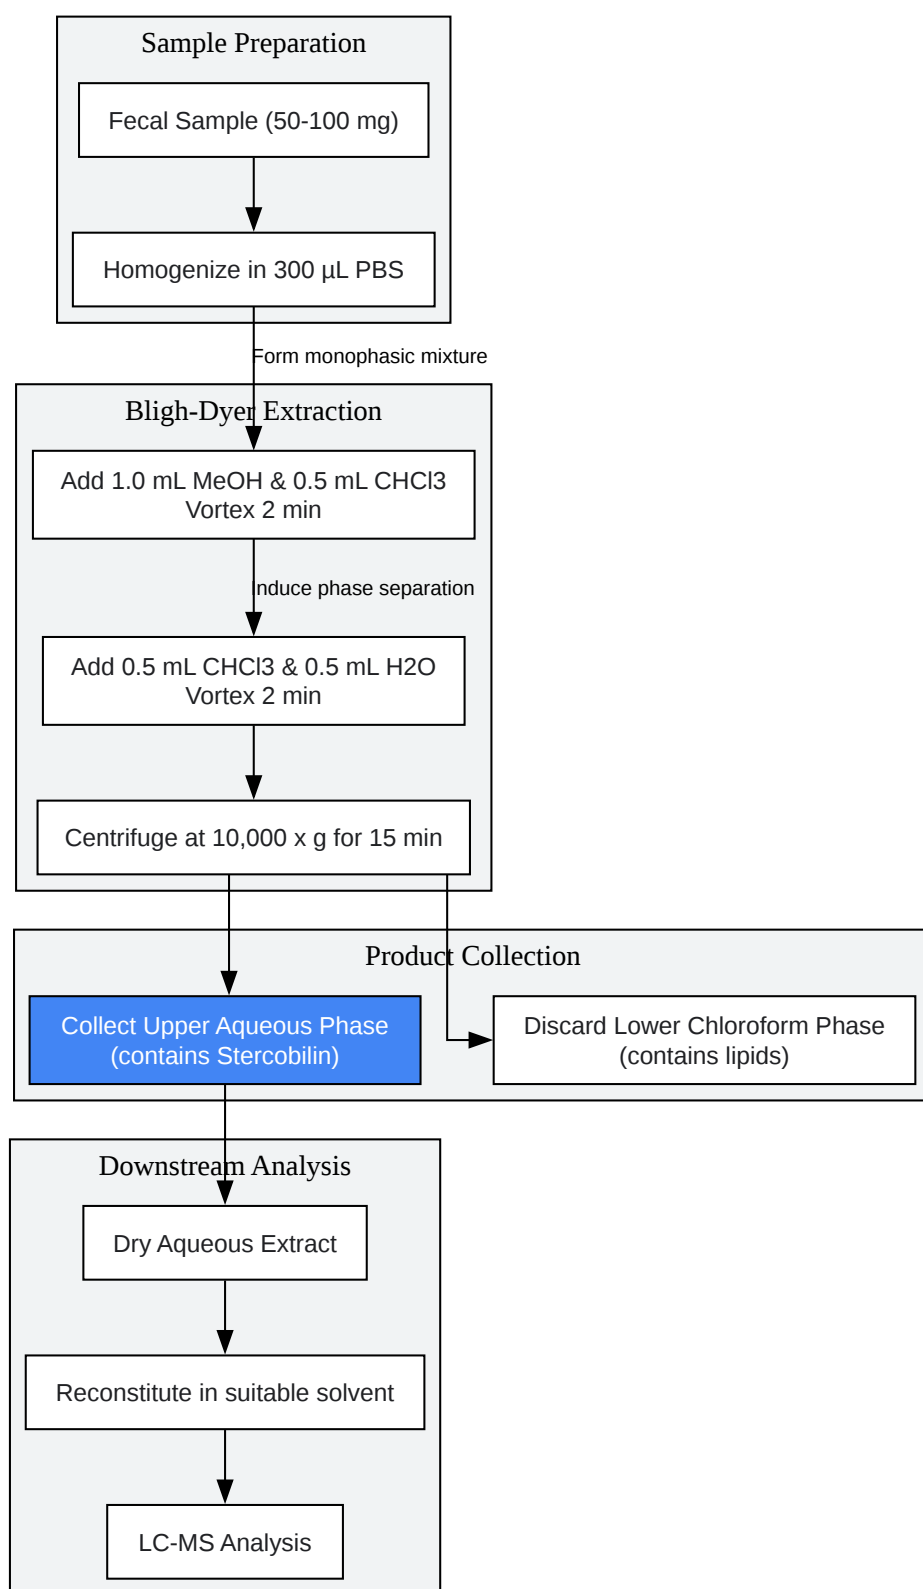 Sample Preparation
Fecal Sample (50-100 mg)
Homogenize in 300 µL PBS
Form monophasic mixture
Bligh-Dyer Extraction
Add 1.0 mL MeOH & 0.5 mL CHCl3
Vortex 2 min
Induce phase separation
Add 0.5 mL CHCl3 & 0.5 mL H2O
Vortex 2 min
Centrifuge at 10,000 x g for 15 min
Product Collection
Collect Upper Aqueous Phase
(contains Stercobilin)
Discard Lower Chloroform Phase
(contains lipids)
Downstream Analysis
Dry Aqueous Extract
Reconstitute in suitable solvent
LC-MS Analysis